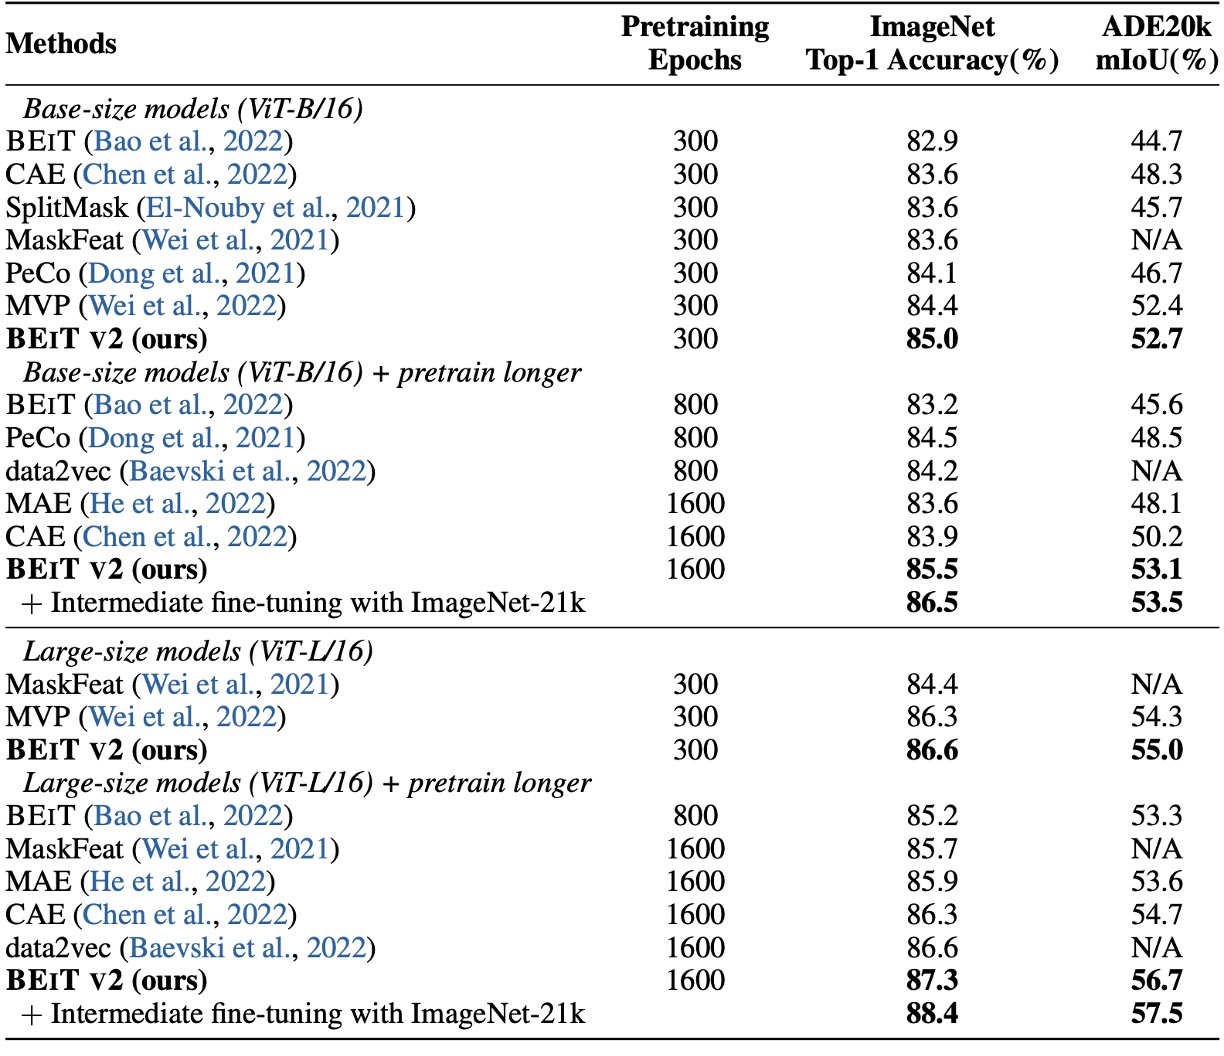 Methods Pretraining Epochs ImageNet Top-1 Accuracy(%) ADE20k mIoU(%)
Base-size models (ViT-B/16)
BEIT (Bao et al., 2022) 300 82.9 44.7
CAE (Chen et al., 2022) 300 83.6 48.3
SplitMask (El-Nouby et al., 2021) 300 83.6 45.7
MaskFeat (Wei et al., 2021) 300 83.6 N/A
PeCo (Dong et al., 2021) 300 84.1 46.7
MVP (Wei et al., 2022) 300 84.4 52.4
BEIT V2 (ours) 300 85.0 52.7
Base-size models (ViT-B/16) + pretrain longer
BEIT (Bao et al., 2022) 800 83.2 45.6
PeCo (Dong et al., 2021) 800 84.5 48.5
data2vec (Baevski et al., 2022) 800 84.2 N/A
MAE (He et al., 2022) 1600 83.6 48.1
CAE (Chen et al., 2022) 1600 83.9 50.2
BEIT V2 (ours) 1600 85.5 53.1
+ Intermediate fine-tuning with ImageNet-21k 86.5 53.5
Large-size models (ViT-L/16)
MaskFeat (Wei et al., 2021) 300 84.4 N/A
MVP (Wei et al., 2022) 300 86.3 54.3
BEIT V2 (ours) 300 86.6 55.0
Large-size models (ViT-L/16) + pretrain longer
BEIT (Bao et al., 2022) 800 85.2 53.3
MaskFeat (Wei et al., 2021) 1600 85.7 N/A
MAE (He et al., 2022) 1600 85.9 53.6
CAE (Chen et al., 2022) 1600 86.3 54.7
data2vec (Baevski et al., 2022) 1600 86.6 N/A
BEIT V2 (ours) 1600 87.3 56.7
+ Intermediate fine-tuning with ImageNet-21k 88.4 57.5